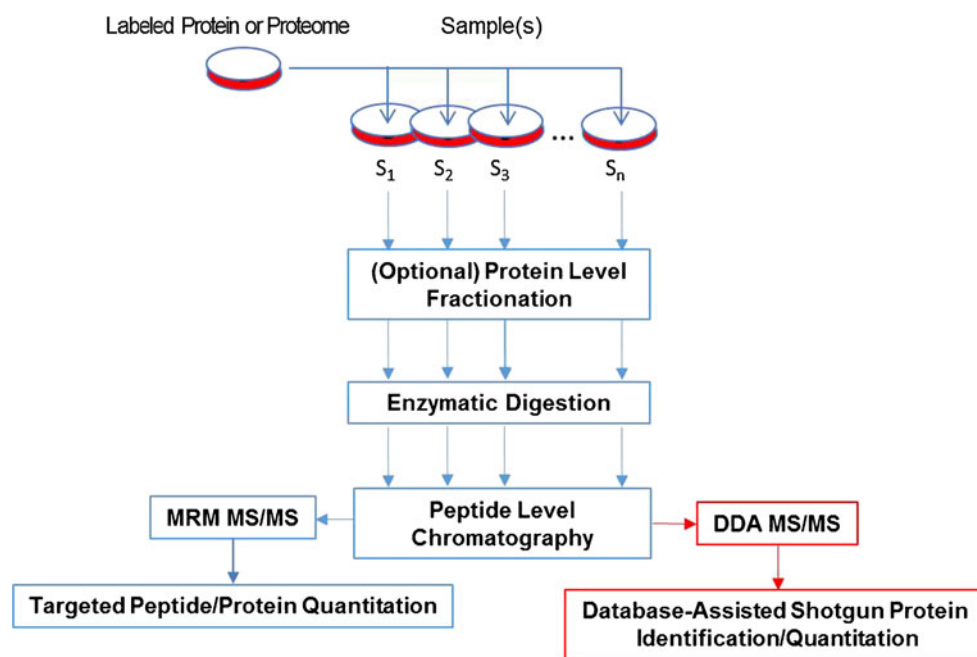 Labeled Protein or Proteome
Sample(s)
...
S1
S2
S3
Sn
(Optional) Protein Level
Fractionation
Enzymatic Digestion
Peptide Level
Chromatography
MRM MS/MS
DDA MS/MS
Targeted Peptide/Protein Quantitation
Database-Assisted Shotgun Protein
Identification/Quantitation